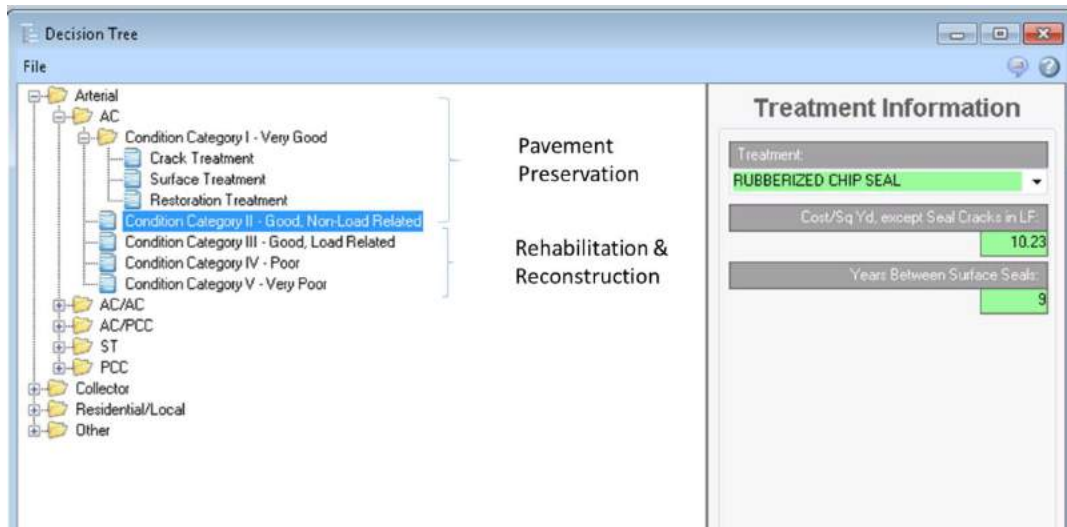 Decision Tree
File
Arterial
AC
Condition Category I - Very Good
Crack Treatment
Surface Treatment
Restoration Treatment
Condition Category II - Good, Non-Load Related
Condition Category III - Good, Load Related
Condition Category IV - Poor
Condition Category V - Very Poor
AC/AC
AC/PCC
ST
PCC
Collector
Residential/Local
Other
Pavement
Preservation
Rehabilitation &
Reconstruction
Treatment Information
Treatment:
RUBBERIZED CHIP SEAL
Cost/Sq Yd, except Seal Cracks in LF:
10.23
Years Between Surface Seals:
9